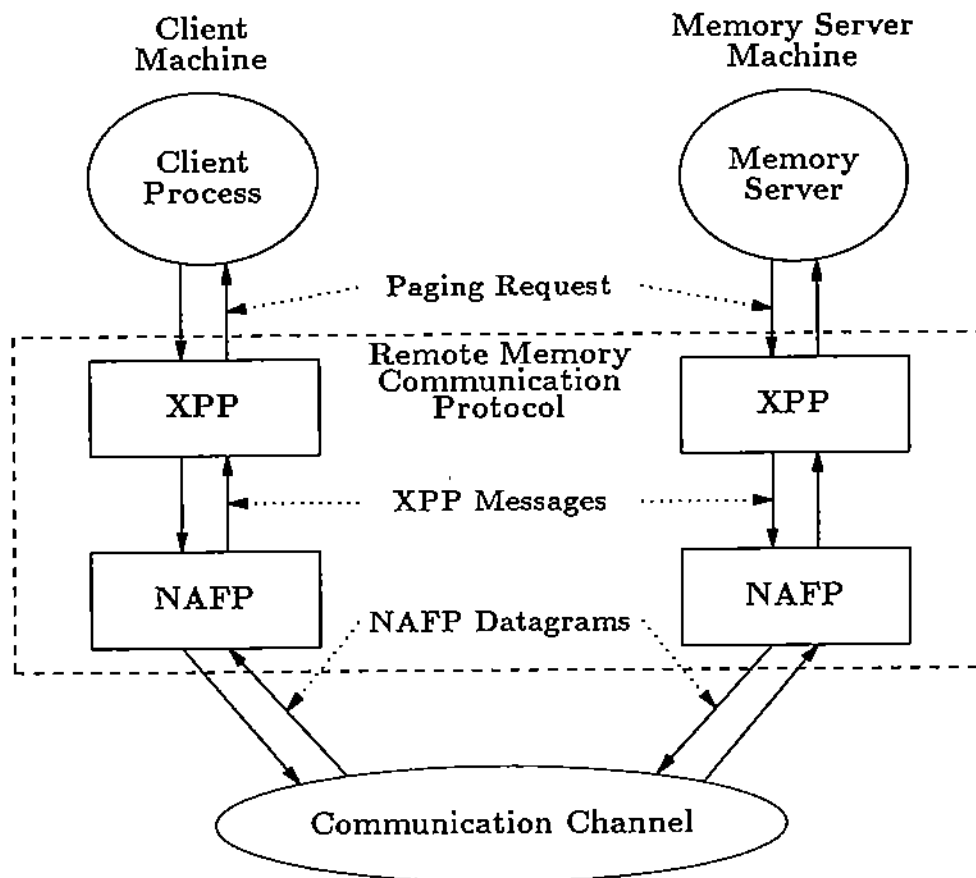 Client
Machine
Memory Server
Machine
Client
Process
Memory
Server
Paging Request
Remote Memory
Communication
Protocol
XPP
XPP
XPP Messages
NAFP
NAFP
NAFP Datagrams
Communication Channel